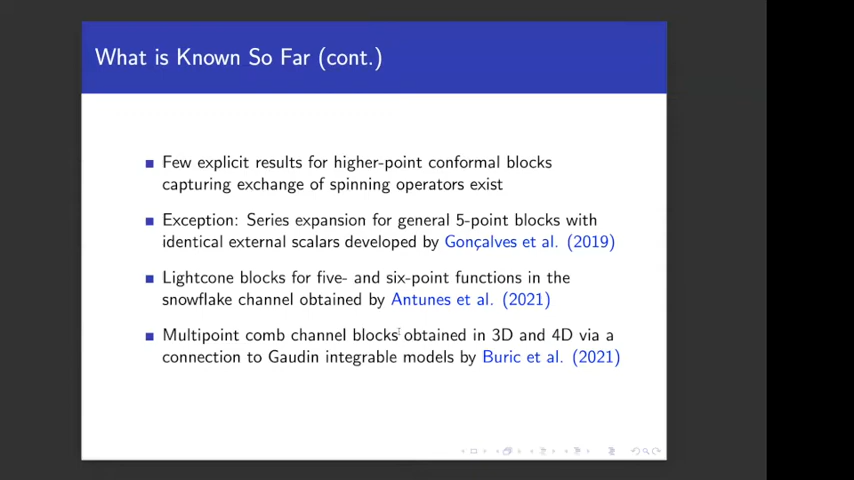 What is Known So Far (cont.)
Few explicit results for higher-point conformal blocks
capturing exchange of spinning operators exist
Exception: Series expansion for general 5-point blocks with
identical external scalars developed by Gonçalves et al. (2019)
Lightcone blocks for five- and six-point functions in the
snowflake channel obtained by Antunes et al. (2021)
Multipoint comb channel blocks obtained in 3D and 4D via a
connection to Gaudin integrable models by Buric et al. (2021)